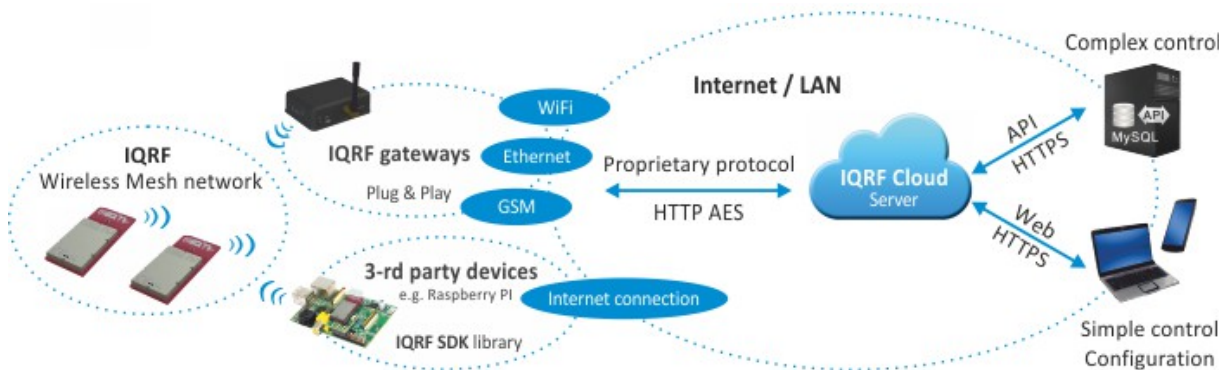 IQRF
Wireless Mesh network
IQRF gateways
Plug & Play
WiFi
Ethernet
GSM
3-rd party devices
e.g. Raspberry PI
IQRF SDK library
Internet connection
Internet / LAN
Proprietary protocol
HTTP AES
IQRF Cloud
Server
API
HTTPS
Web
HTTPS
Complex control
API
MySQL
Simple control
Configuration